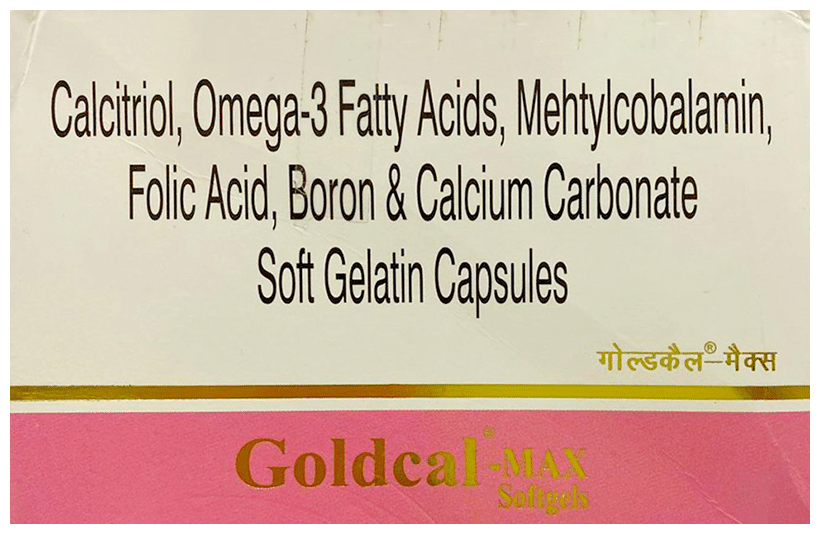 Calcitriol, Omega-3 Fatty Acids, Mehtylcobalamin,
Folic Acid, Boron & Calcium Carbonate
Soft Gelatin Capsules
गोल्डकैल®-मैक्स
Goldcal®-MAX
Softgels